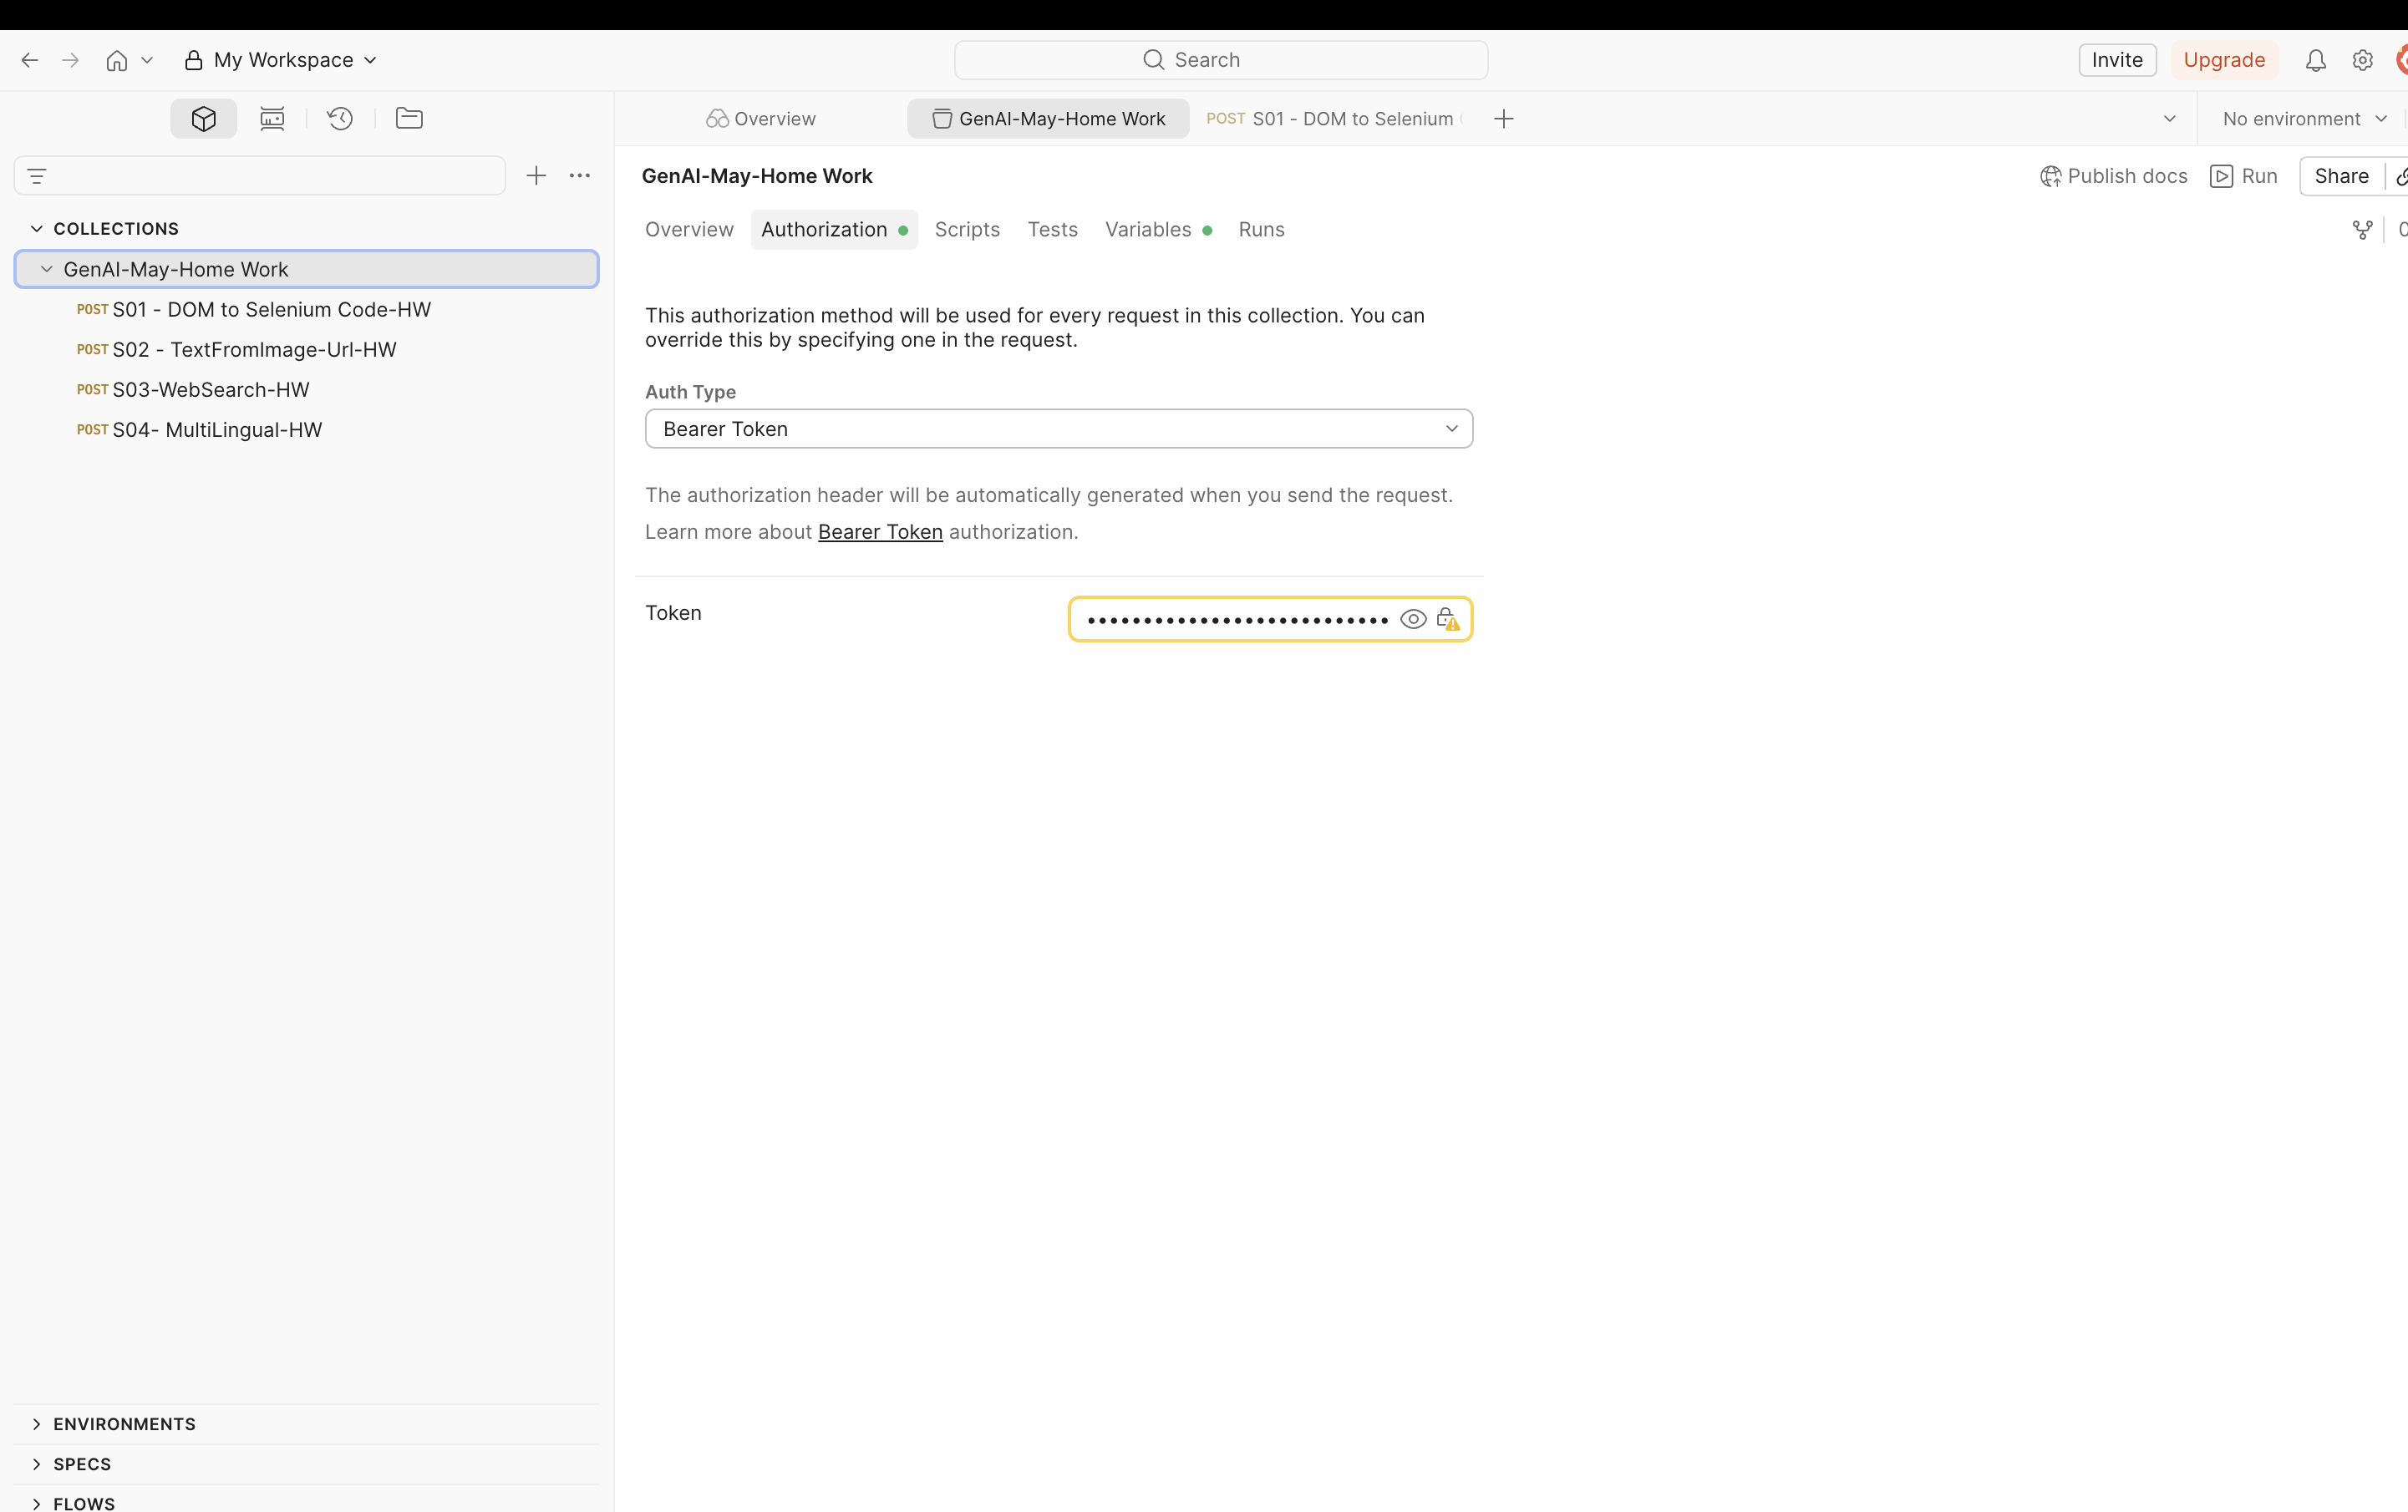 My Workspace
Search
Invite
Upgrade
Overview
GenAI-May-Home Work
POST S01 - DOM to Selenium
No environment
GenAI-May-Home Work
Publish docs
Run
Share
COLLECTIONS
Overview
Authorization
Scripts
Tests
Variables
Runs
GenAI-May-Home Work
POST S01 - DOM to Selenium Code-HW
POST S02 - TextFromImage-Url-HW
POST S03-WebSearch-HW
POST S04- MultiLingual-HW
This authorization method will be used for every request in this collection. You can
override this by specifying one in the request.
Auth Type
Bearer Token
The authorization header will be automatically generated when you send the request.
Learn more about Bearer Token authorization.
Token
ENVIRONMENTS
SPECS
FLOWS